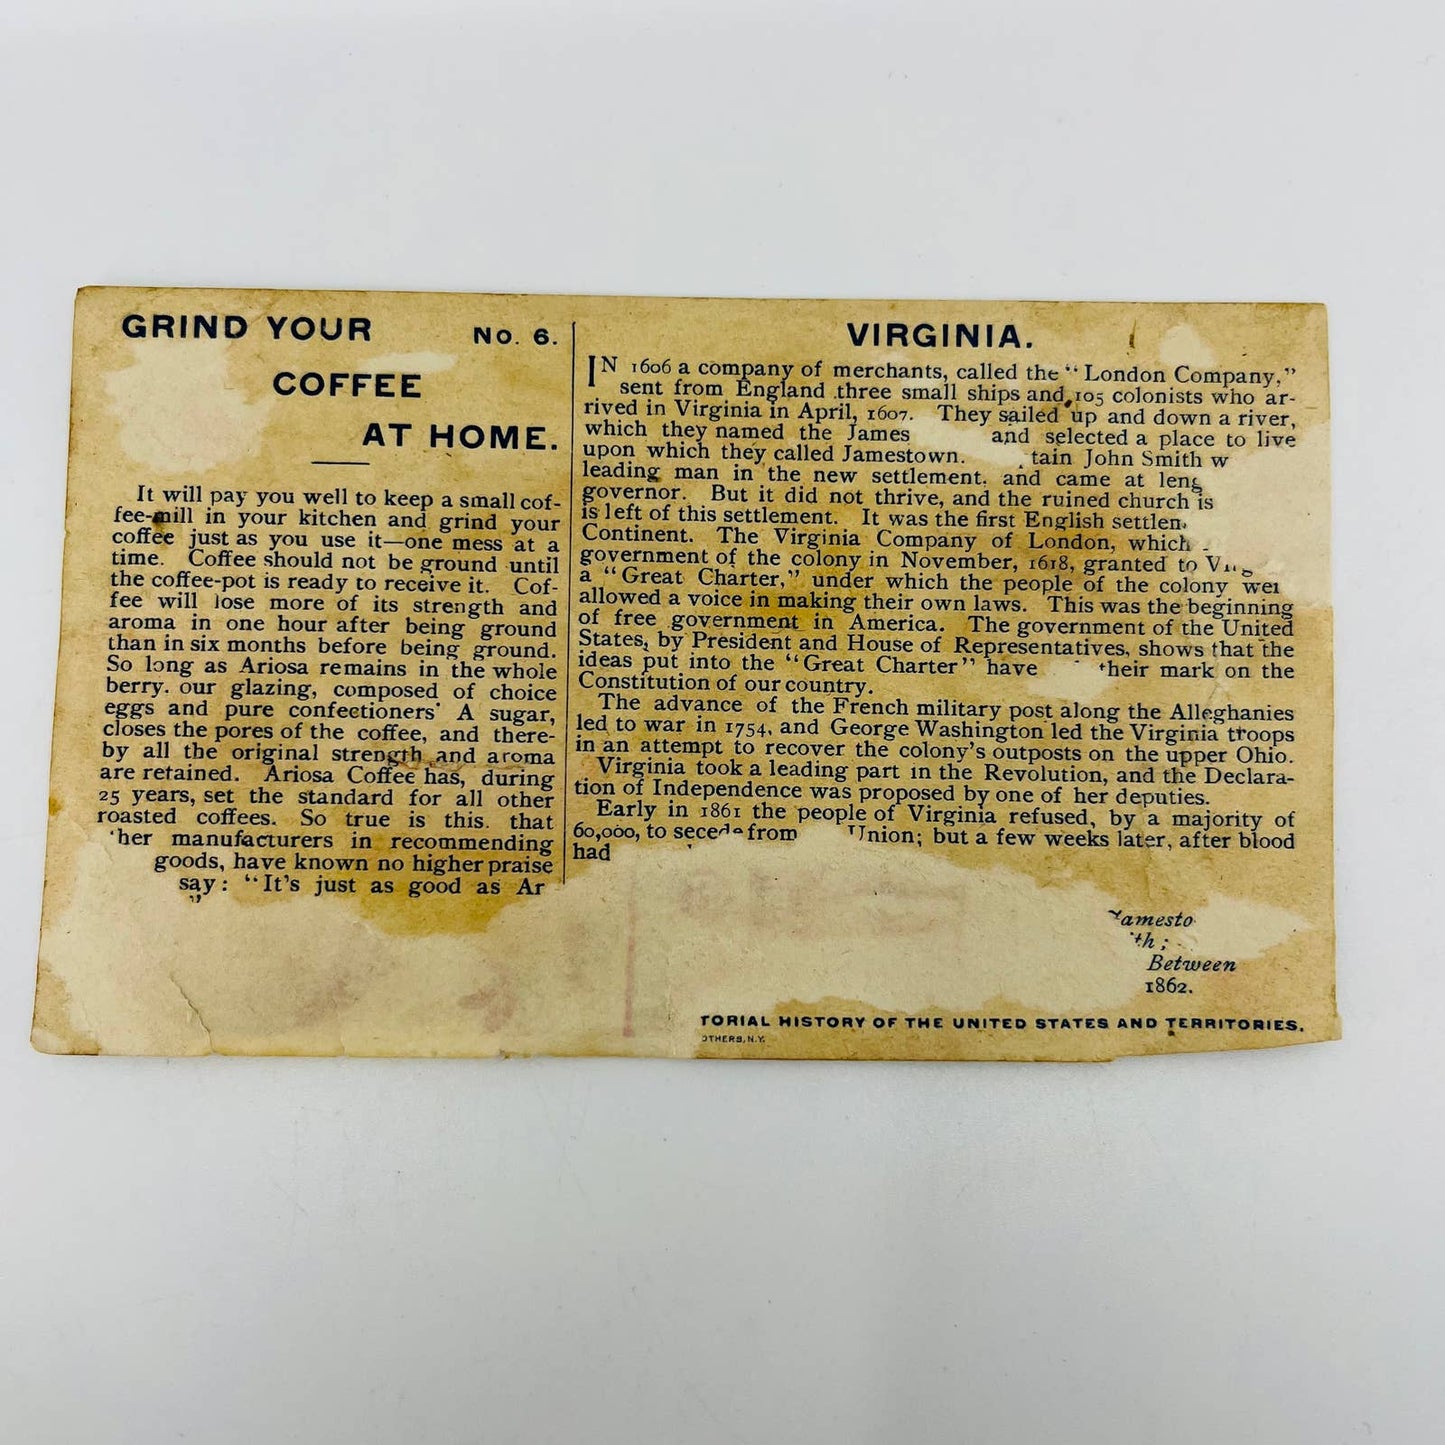 GRIND YOUR No. 6.
COFFEE
AT HOME.
It will pay you well to keep a small cof-
fee-mill in your kitchen and grind your
coffee just as you use it—one mess at a
time. Coffee should not be ground until
the coffee-pot is ready to receive it. Cof-
fee will lose more of its strength and
aroma in one hour after being ground
than in six months before being ground.
So long as Ariosa remains in the whole
berry. our glazing, composed of choice
eggs and pure confectioners' A sugar,
closes the pores of the coffee, and there-
by all the original strength and aroma
are retained. Ariosa Coffee has, during
25 years, set the standard for all other
roasted coffees. So true is this. that
her manufacturers in recommending
goods, have known no higher praise
say: "It's just as good as Ar
"
VIRGINIA.
IN 1606 a company of merchants, called the "London Company,"
sent from England three small ships and 105 colonists who ar-
rived in Virginia in April, 1607. They sailed up and down a river,
which they named the James and selected a place to live
upon which they called Jamestown. tain John Smith w
leading man in the new settlement. and came at leng
governor. But it did not thrive, and the ruined church is
is left of this settlement. It was the first English settlem
Continent. The Virginia Company of London, which
government of the colony in November, 1618, granted to Virg
a "Great Charter," under which the people of the colony wer
allowed a voice in making their own laws. This was the beginning
of free government in America. The government of the United
States, by President and House of Representatives, shows that the
ideas put into the "Great Charter" have their mark on the
Constitution of our country.
The advance of the French military post along the Alleghanies
led to war in 1754, and George Washington led the Virginia troops
in an attempt to recover the colony's outposts on the upper Ohio.
Virginia took a leading part in the Revolution, and the Declara-
tion of Independence was proposed by one of her deputies.
Early in 1861 the people of Virginia refused, by a majority of
60,000, to secede from Union; but a few weeks later, after blood
had
Jamesto
th;
Between
1862.
TORIAL HISTORY OF THE UNITED STATES AND TERRITORIES.
OTHERS, N.Y.